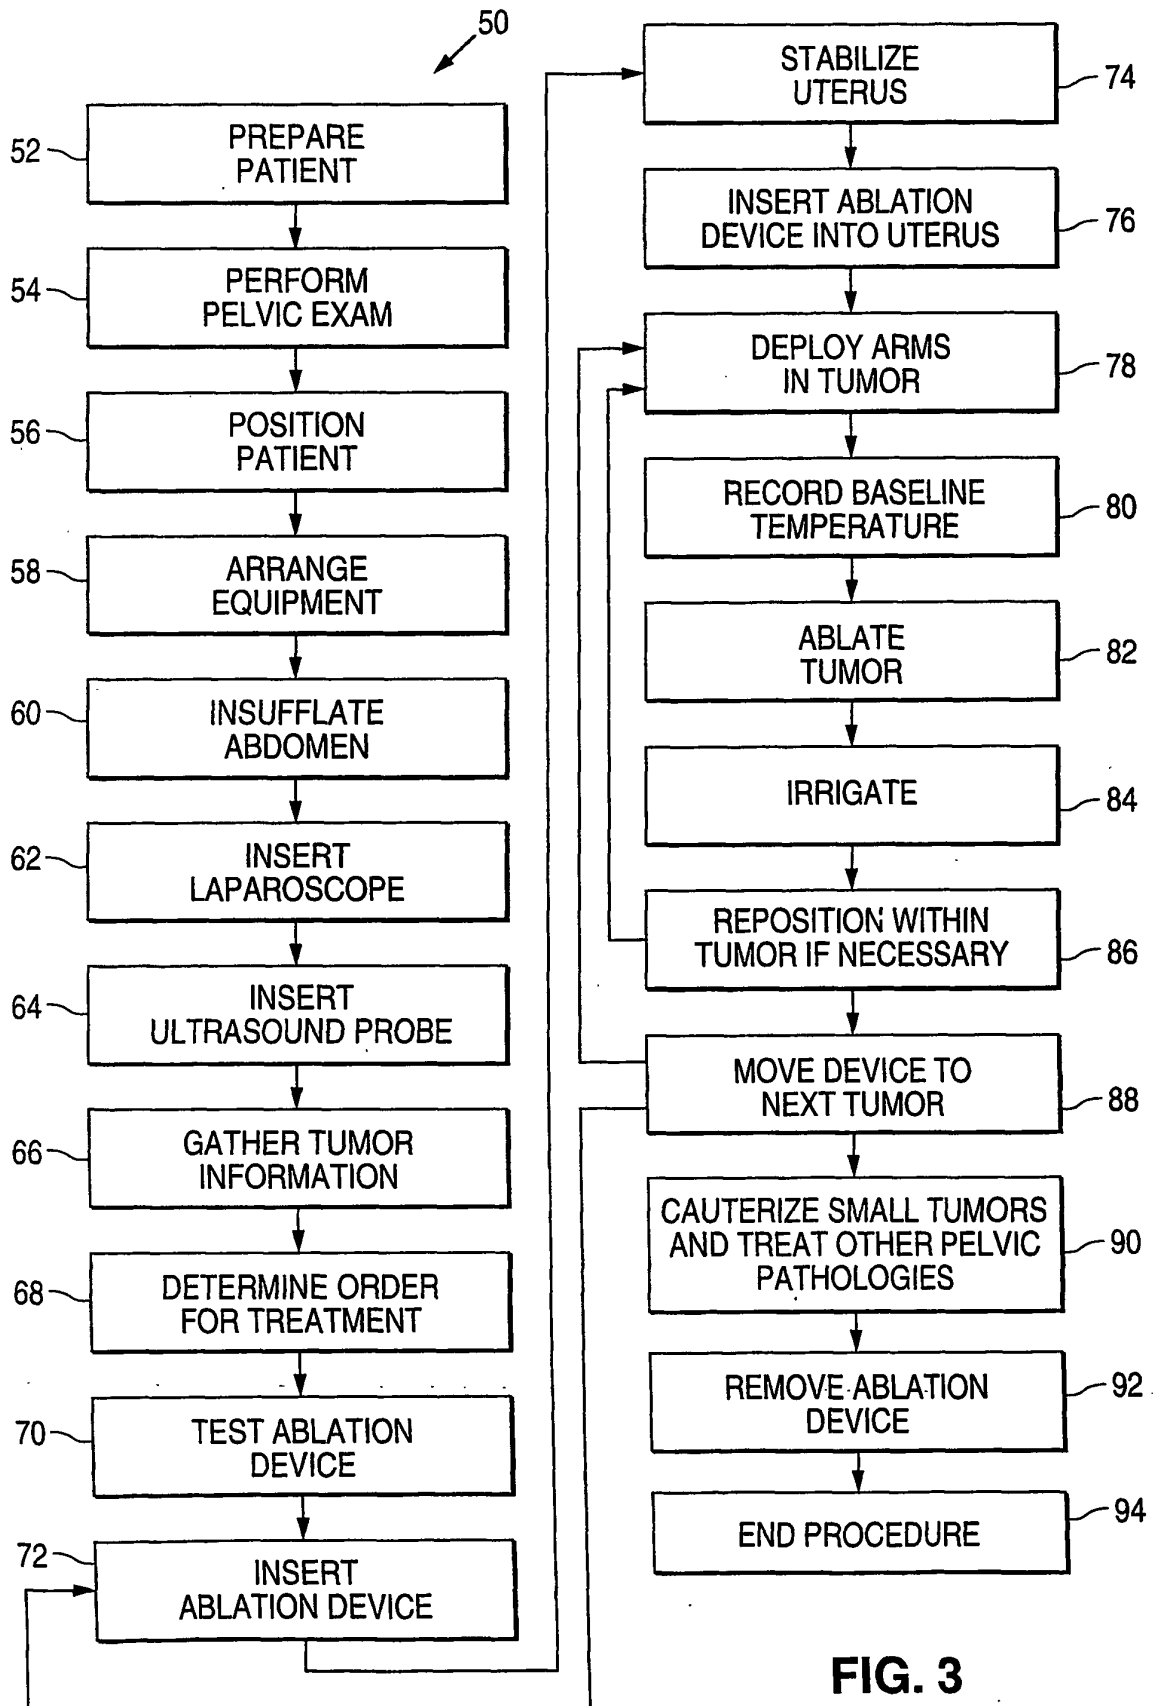 50
52
PREPARE
PATIENT
54
PERFORM
PELVIC EXAM
56
POSITION
PATIENT
58
ARRANGE
EQUIPMENT
60
INSUFFLATE
ABDOMEN
62
INSERT
LAPAROSCOPE
64
INSERT
ULTRASOUND PROBE
66
GATHER TUMOR
INFORMATION
68
DETERMINE ORDER
FOR TREATMENT
70
TEST ABLATION
DEVICE
72
INSERT
ABLATION DEVICE
STABILIZE
UTERUS
74
INSERT ABLATION
DEVICE INTO UTERUS
76
DEPLOY ARMS
IN TUMOR
78
RECORD BASELINE
TEMPERATURE
80
ABLATE
TUMOR
82
IRRIGATE
84
REPOSITION WITHIN
TUMOR IF NECESSARY
86
MOVE DEVICE TO
NEXT TUMOR
88
CAUTERIZE SMALL TUMORS
AND TREAT OTHER PELVIC
PATHOLOGIES
90
REMOVE ABLATION
DEVICE
92
END PROCEDURE
94
FIG. 3